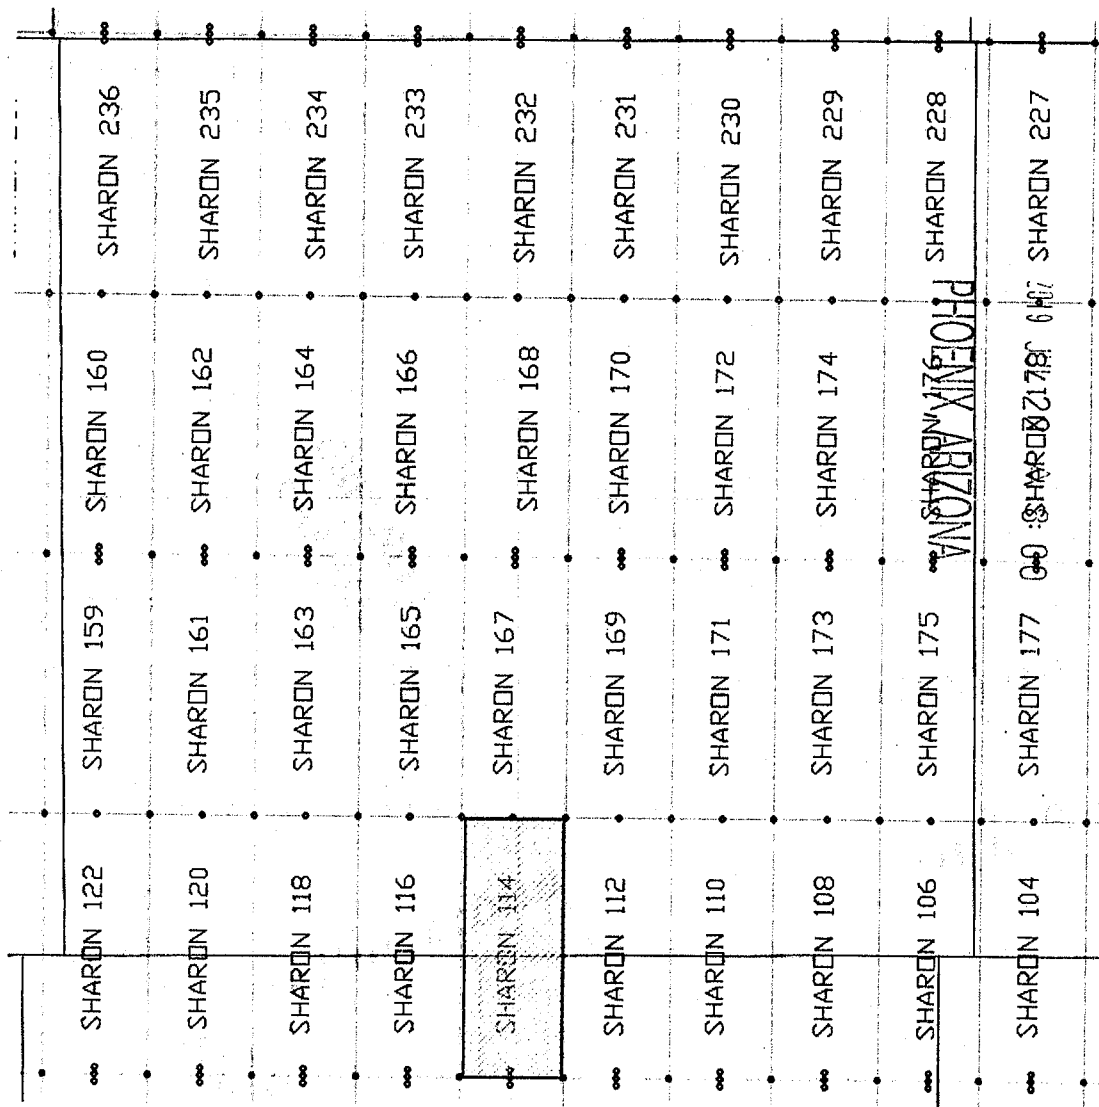 SHARON 236
SHARON 235
SHARON 234
SHARON 233
SHARON 232
SHARON 231
SHARON 230
SHARON 229
SHARON 228
SHARON 227
SHARON 160
SHARON 162
SHARON 164
SHARON 166
SHARON 168
SHARON 170
SHARON 172
SHARON 174
SHARON 176
SHARON 178
PHOENIX, ARIZONA
SHARON 159
SHARON 161
SHARON 163
SHARON 165
SHARON 167
SHARON 169
SHARON 171
SHARON 173
SHARON 175
SHARON 177
SHARON 122
SHARON 120
SHARON 118
SHARON 116
SHARON 114
SHARON 112
SHARON 110
SHARON 108
SHARON 106
SHARON 104